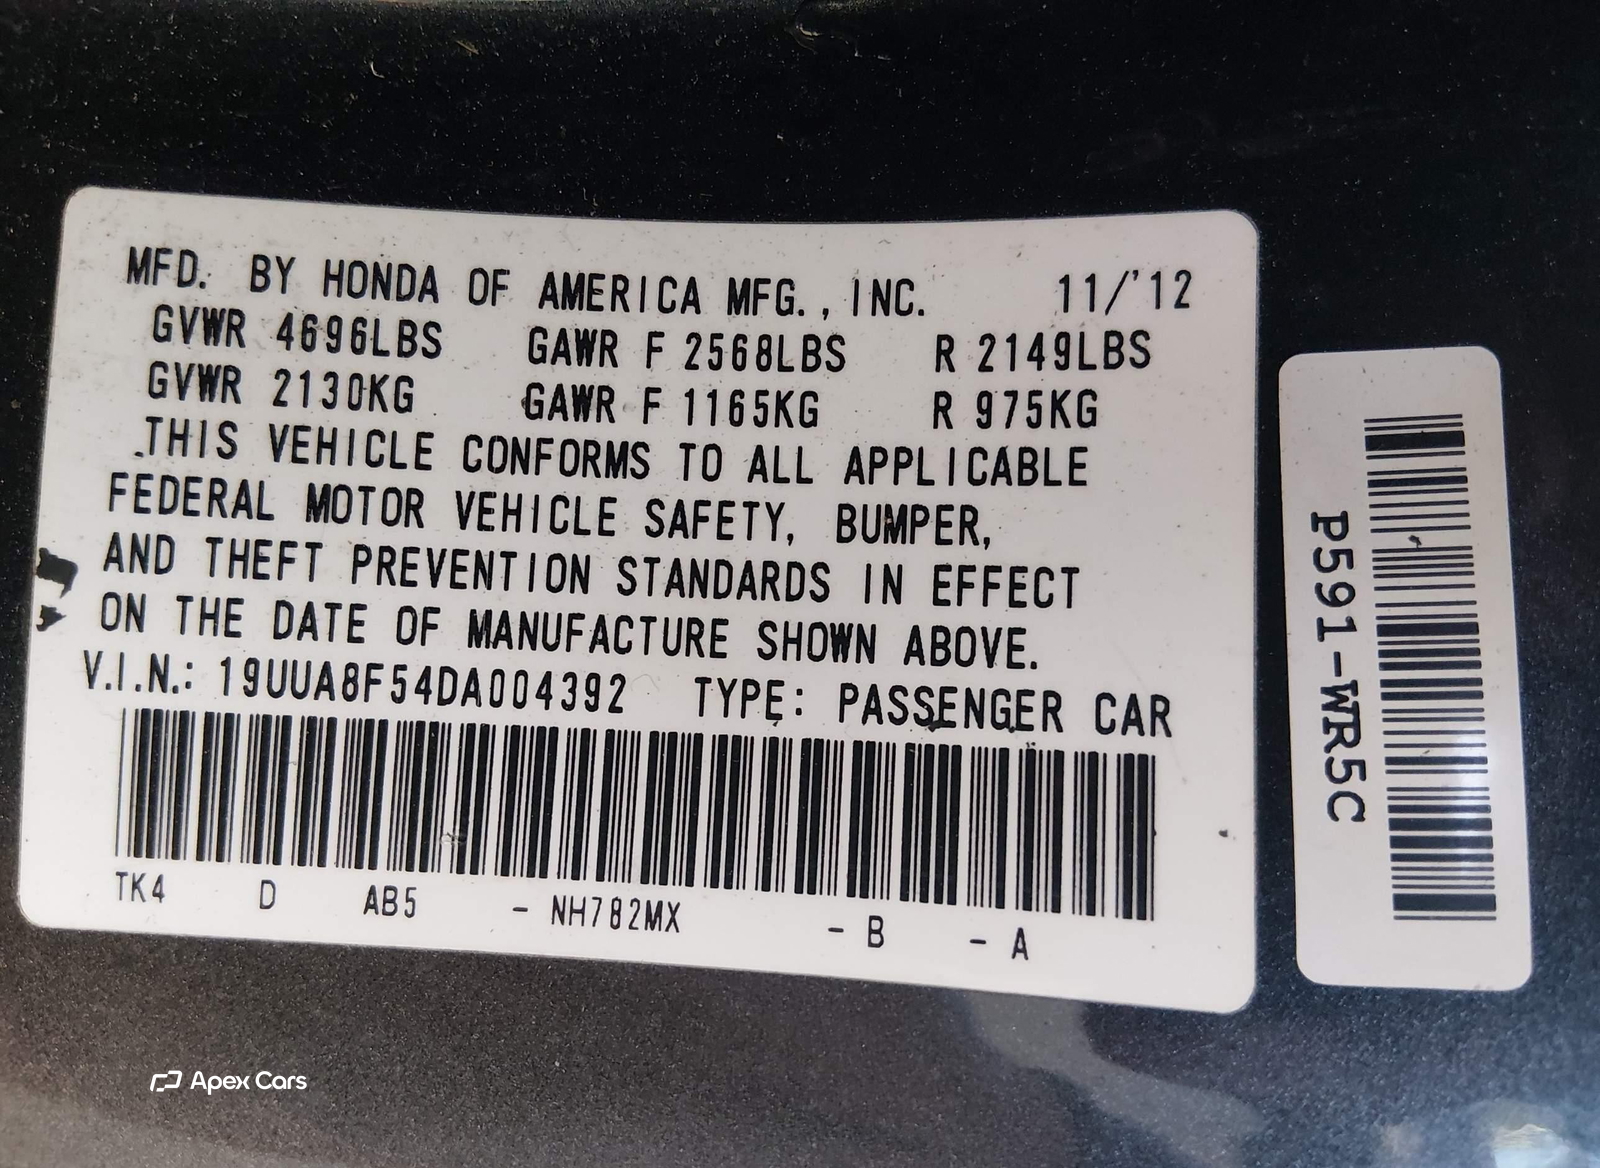 MFD. BY HONDA OF AMERICA MFG., INC. 11/'12
GVWR 4696LBS GAWR F 2568LBS R 2149LBS
GVWR 2130KG GAWR F 1165KG R 975KG
THIS VEHICLE CONFORMS TO ALL APPLICABLE
FEDERAL MOTOR VEHICLE SAFETY, BUMPER,
AND THEFT PREVENTION STANDARDS IN EFFECT
ON THE DATE OF MANUFACTURE SHOWN ABOVE.
V.I.N.: 19UUA8F54DA004392 TYPE: PASSENGER CAR
TK4 D AB5 - NH782MX - B - A
P591-WR5C
Apex Cars